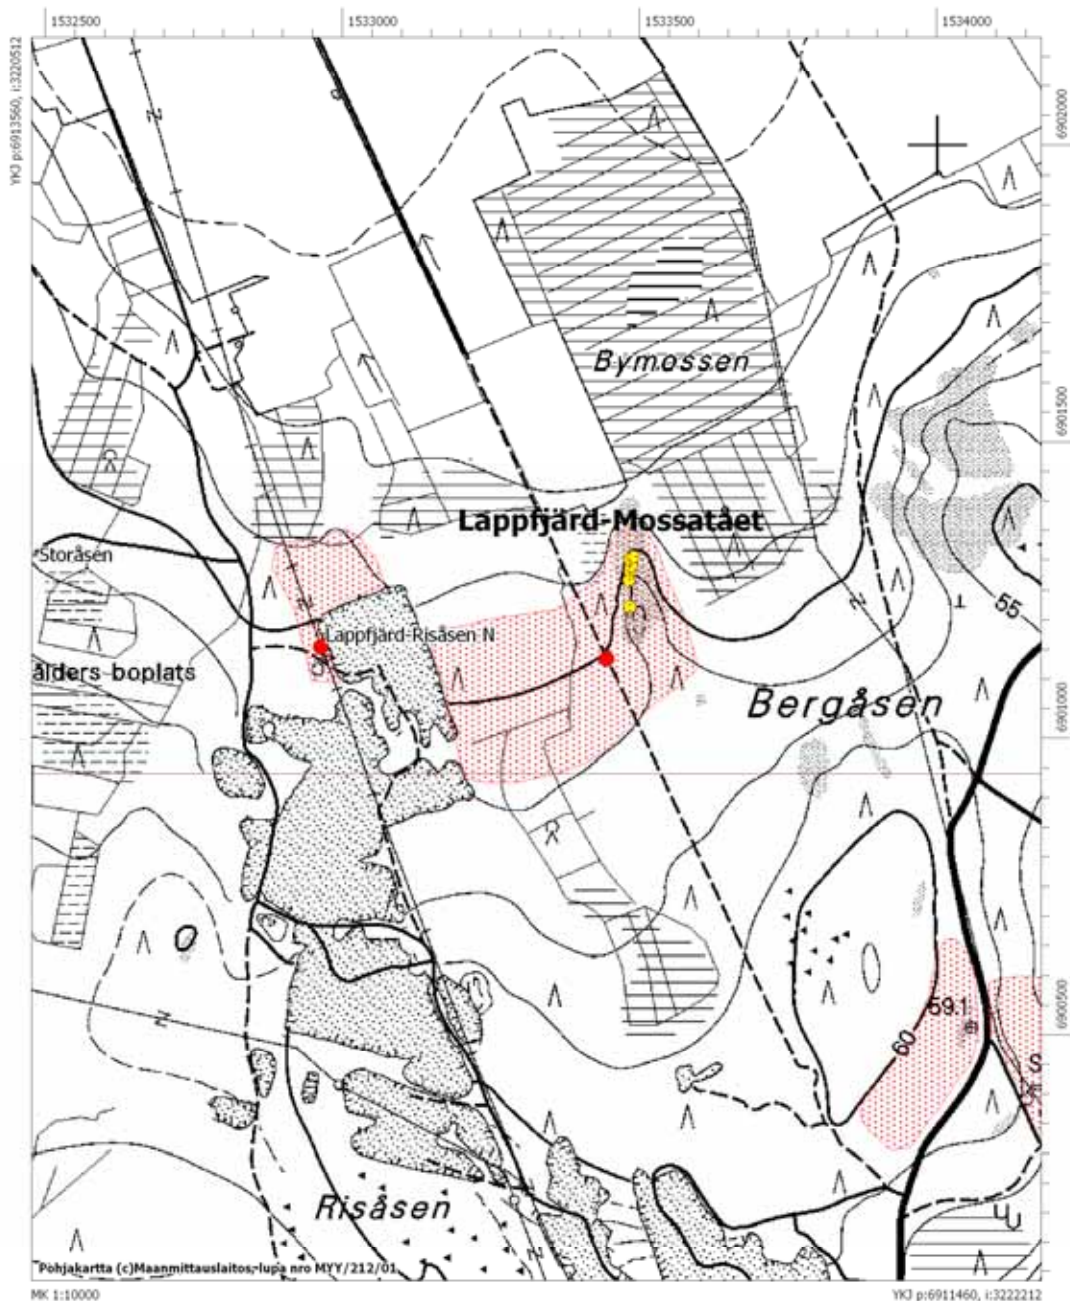 1532500
1533000
1533500
1534000
YKJ p:6913560, i:3220512
6902000
Bymossen
6901500
Lappfjärd-Mossatået
Storåsen
55
Lappfjärd-Risåsen N
ålders boplats
Bergåsen
6901000
59.1
6900500
60
S
Risåsen
Pohjakartta (c)Maanmittauslaitos, lupa nro MYY/212/01
MK 1:10000
YKJ p:6911460, i:3222212